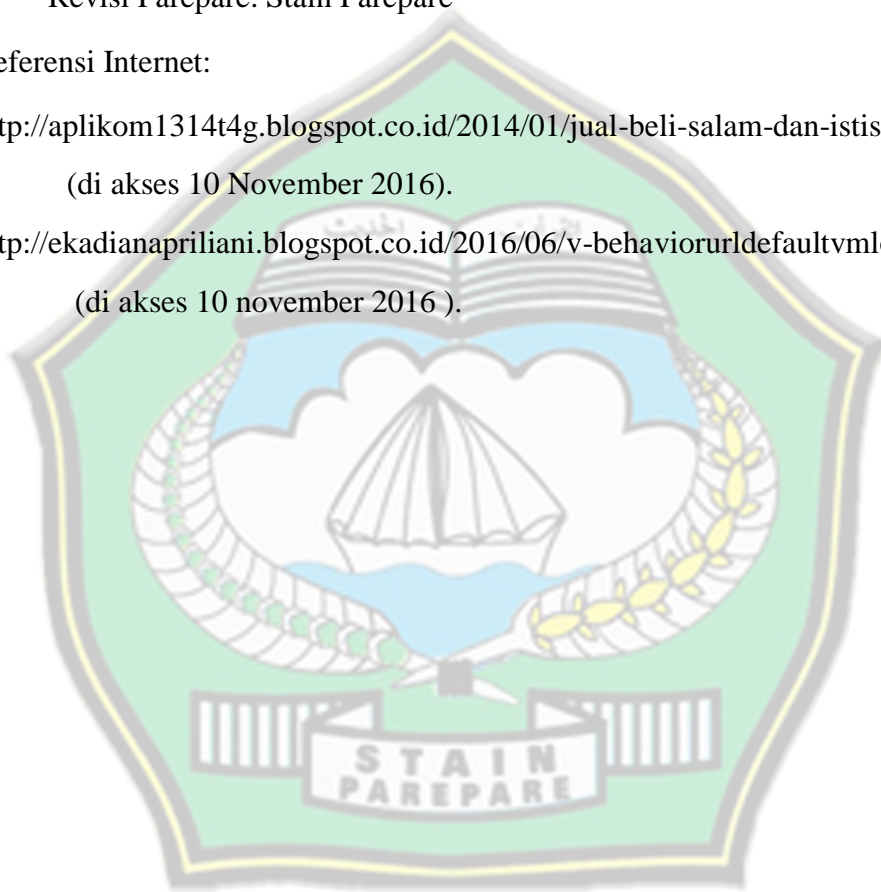 Revisi Parepare: Stain Parepare
eferensi Internet:
tp://aplikom1314t4g.blogspot.co.id/2014/01/jual-beli-salam-dan-istis
(di akses 10 November 2016).
tp://ekadianapriliani.blogspot.co.id/2016/06/v-behaviorurldefaultvml
(di akses 10 november 2016 ).
الحديث
STAIN
PAREPARE